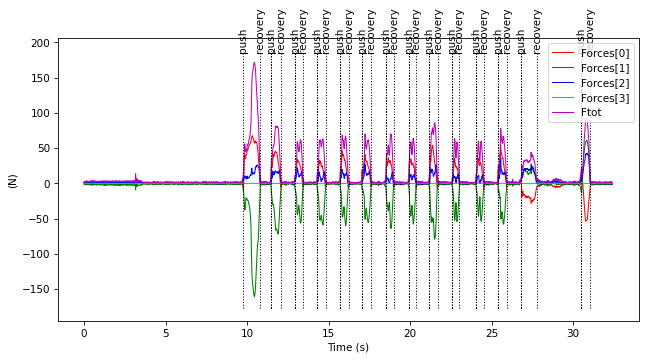 push
recovery
push
recovery
push
recovery
push
recovery
push
recovery
push
recovery
push
recovery
push
recovery
push
recovery
push
recovery
push
recovery
push
recovery
push
recovery
push
recovery
200
150
100
50
0
−50
−100
−150
(N)
Forces[0]
Forces[1]
Forces[2]
Forces[3]
Ftot
0
5
10
15
20
25
30
Time (s)